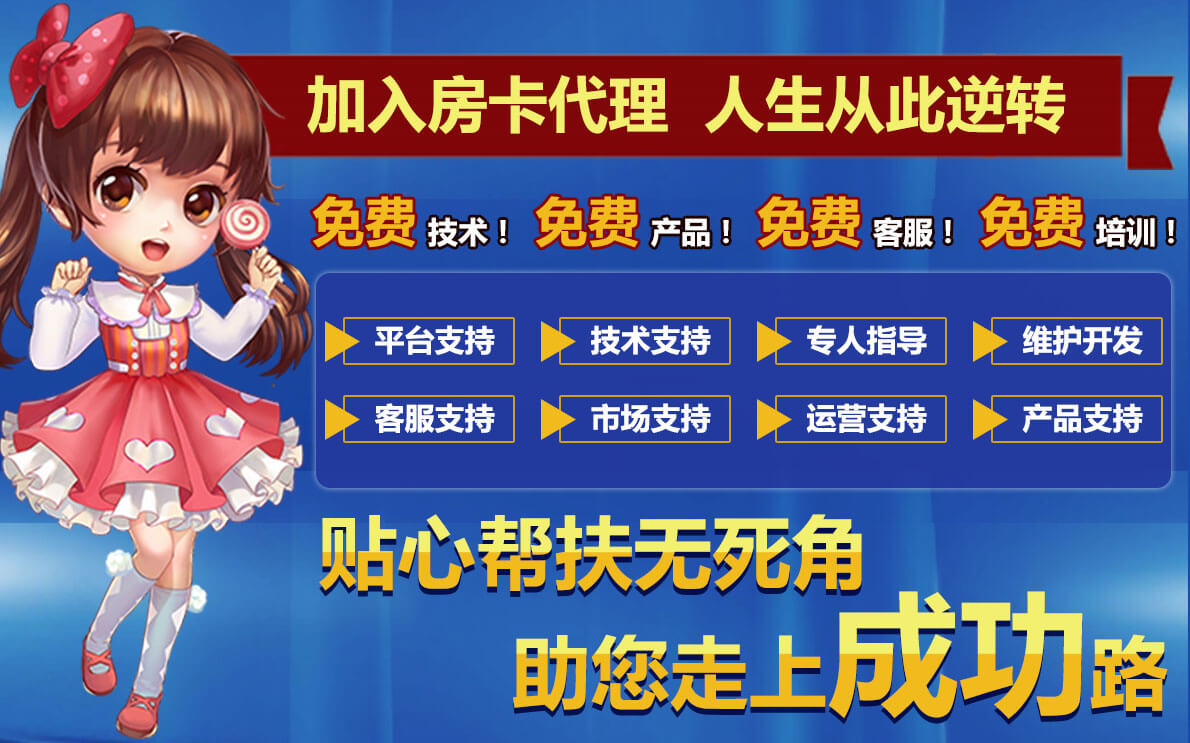 加入房卡代理 人生从此逆转
免费技术！ 免费产品！ 免费客服！ 免费培训！
平台支持 技术支持 专人指导 维护开发
客服支持 市场支持 运营支持 产品支持
贴心帮扶无死角
助您走上成功路